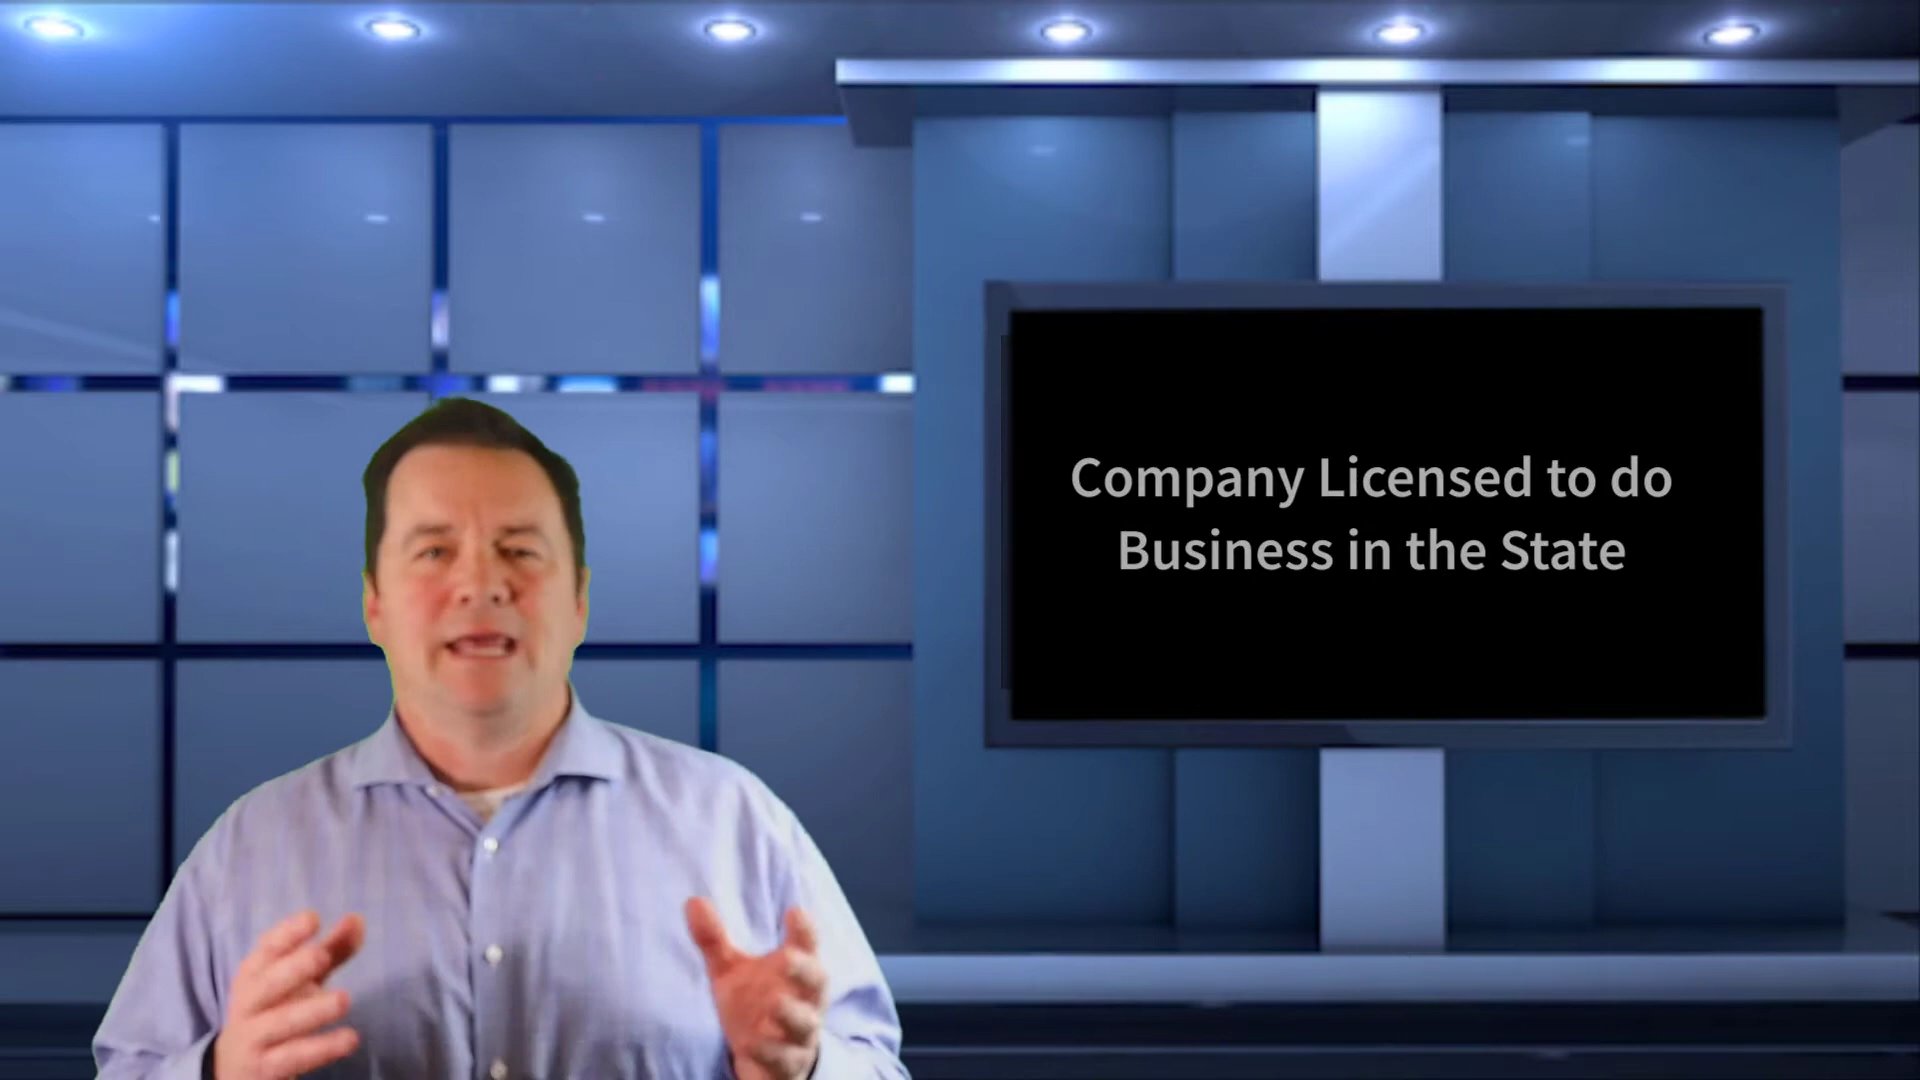 Company Licensed to do
Business in the State